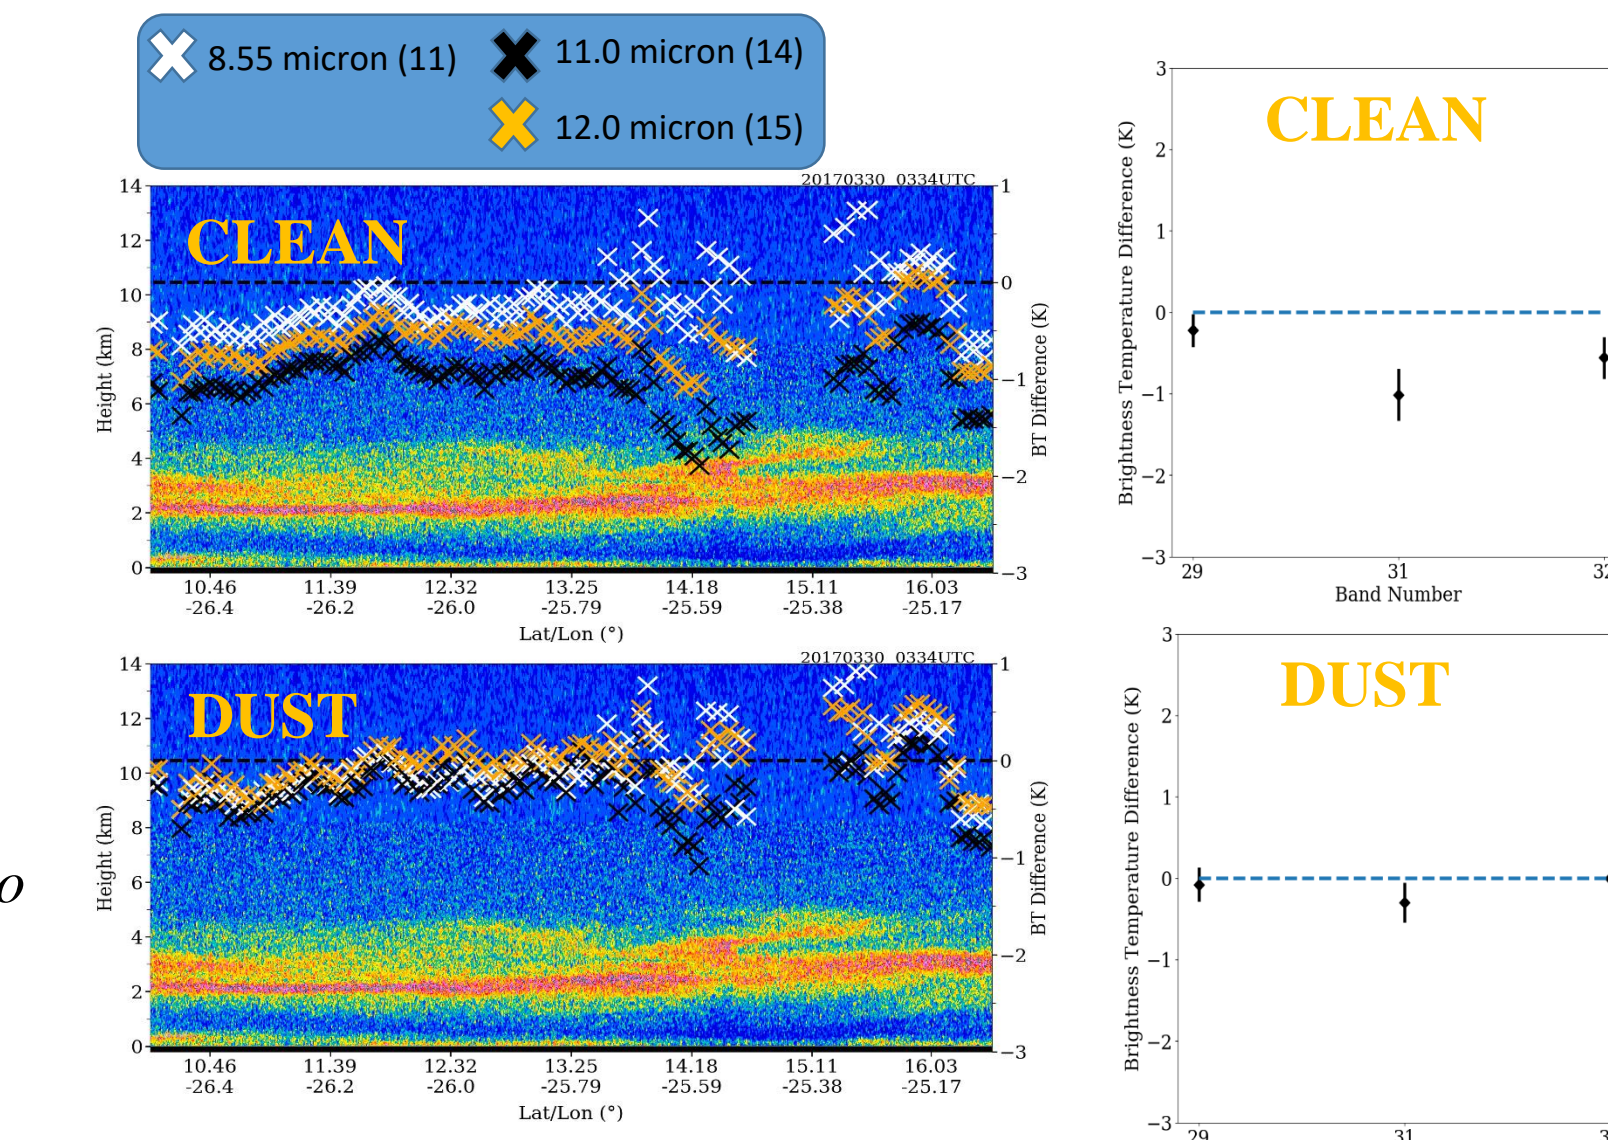 8.55 micron (11)
11.0 micron (14)
12.0 micron (15)
CLEAN
20170330 0334UTC
14
12
10
8
6
4
2
0
Height (km)
1
0
−1
−2
−3
BT Difference (K)
10.46 11.39 12.32 13.25 14.18 15.11 16.03
-26.4 -26.2 -26.0 -25.79 -25.59 -25.38 -25.17
Lat/Lon (°)
CLEAN
3
2
1
0
−1
−2
−3
Brightness Temperature Difference (K)
29 31 32
Band Number
DUST
20170330 0334UTC
14
12
10
8
6
4
2
0
Height (km)
1
0
−1
−2
−3
BT Difference (K)
10.46 11.39 12.32 13.25 14.18 15.11 16.03
-26.4 -26.2 -26.0 -25.79 -25.59 -25.38 -25.17
Lat/Lon (°)
DUST
3
2
1
0
−1
−2
−3
Brightness Temperature Difference (K)
29 31 3
o